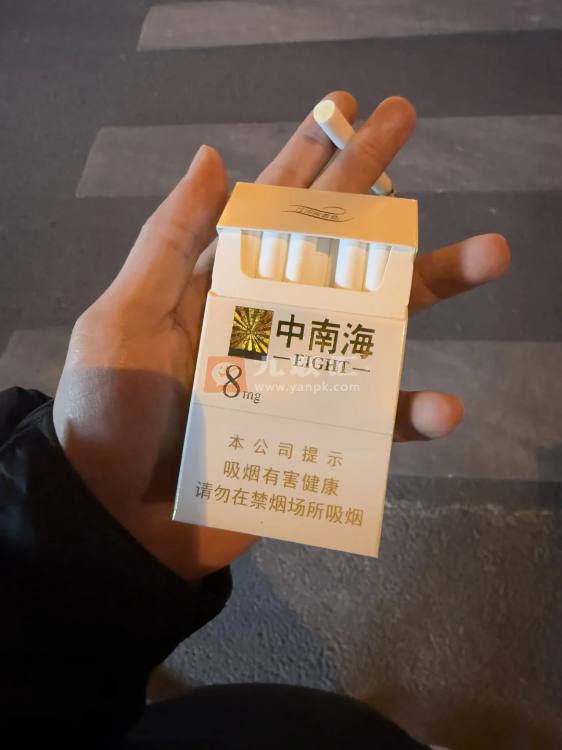 中南海
EIGHT
8mg
www.yanpk.com
本公司提示
吸烟有害健康
请勿在禁烟场所吸烟